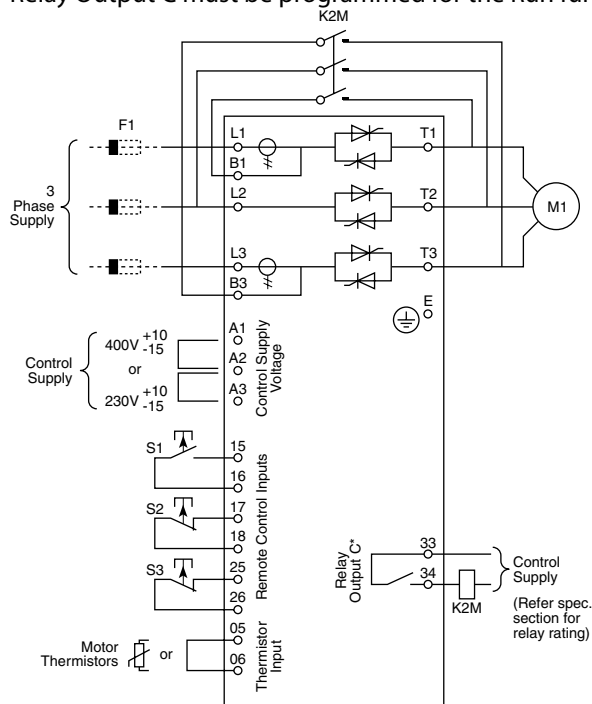 Relay Output C must be programmed for the Run fur
K2M
F1
L1
T1
B1
3
Phase
Supply
L2
T2
M1
L3
T3
B3
E
Control
Supply
400V +10
-15
or
230V +10
-15
A1
A2
A3
Control Supply
Voltage
S1
15
16
S2
17
18
S3
25
26
Remote Control Inputs
Relay
Output C*
33
34
K2M
Control
Supply
(Refer spec.
section for
relay rating)
Motor
Thermistors
or
05
06
Thermistor
Input